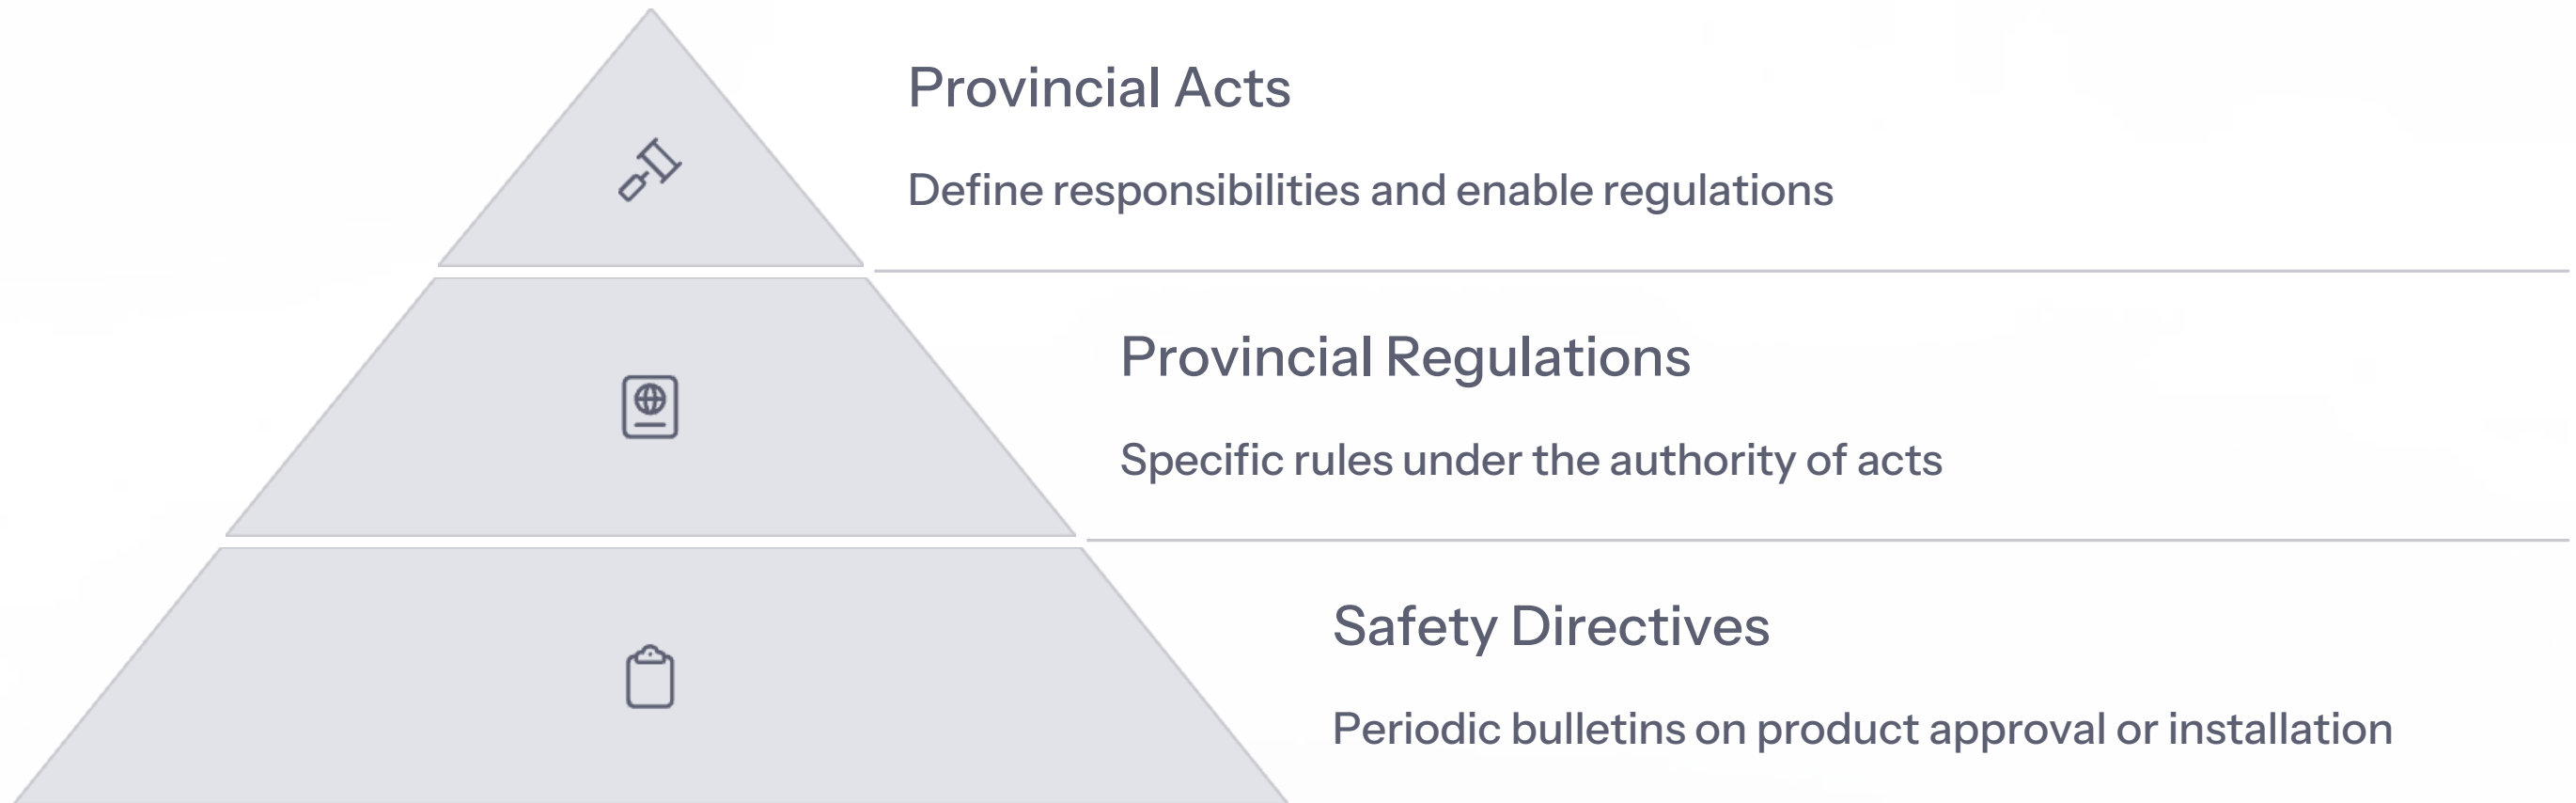 Provincial Acts
Define responsibilities and enable regulations
Provincial Regulations
Specific rules under the authority of acts
Safety Directives
Periodic bulletins on product approval or installation